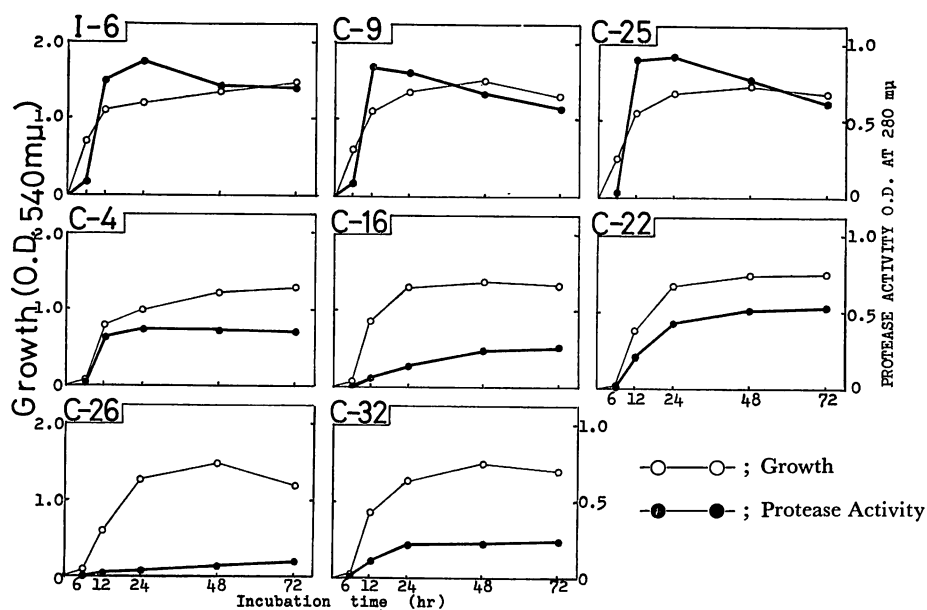 I-6
C-9
C-25
2.0
1.0
0
1.0
0.5
0
C-4
C-16
C-22
2.0
1.0
0
1.0
0.5
0
6 12 24 48 72
C-26
C-32
2.0
1.0
0
1.0
0.5
0
6 12 24 48 72
6 12 24 48 72
Incubation time (hr)
Growth (O.D. 540mμ)
PROTEASE ACTIVITY O.D. AT 280 mμ
; Growth
; Protease Activity